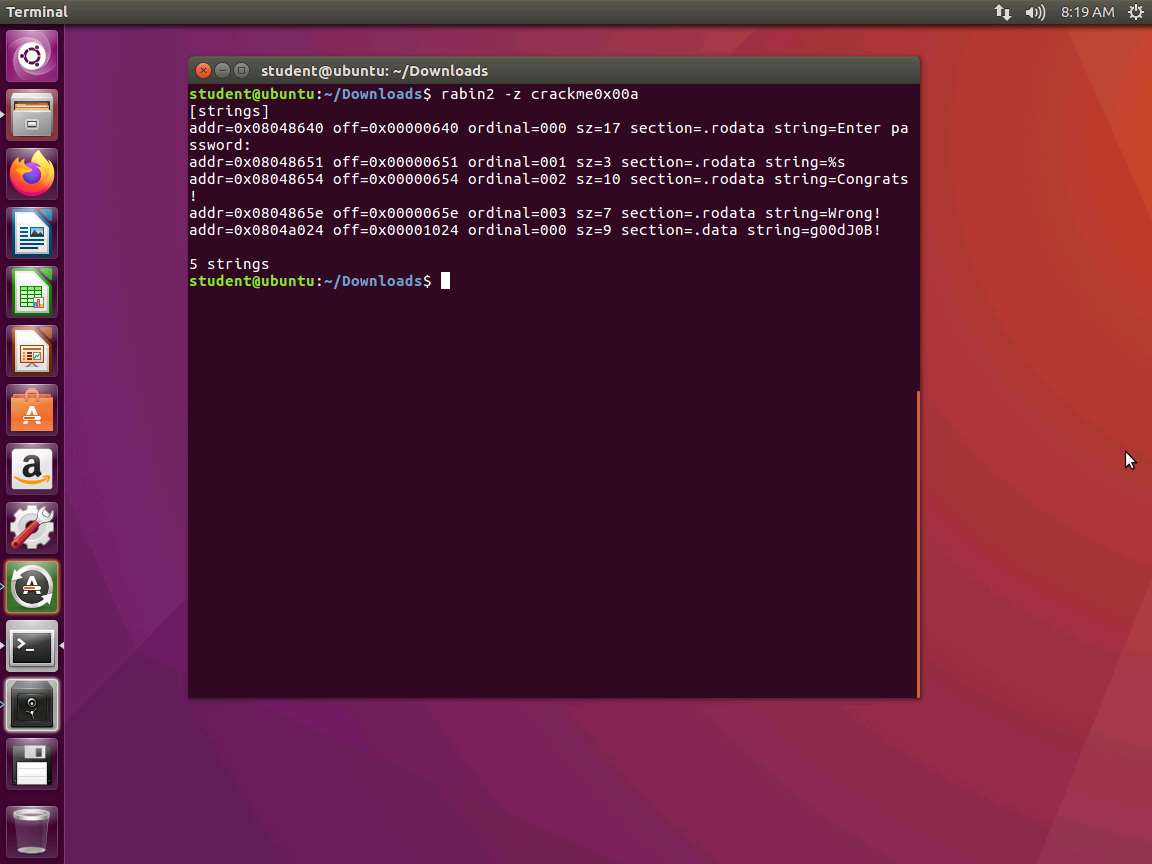 Terminal
8:19 AM
student@ubuntu: ~/Downloads
student@ubuntu:~/Downloads$ rabin2 -z crackme0x00a
[strings]
addr=0x08048640 off=0x00000640 ordinal=000 sz=17 section=.rodata string=Enter pa
ssword:
addr=0x08048651 off=0x00000651 ordinal=001 sz=3 section=.rodata string=%s
addr=0x08048654 off=0x00000654 ordinal=002 sz=10 section=.rodata string=Congrats
!
addr=0x0804865e off=0x0000065e ordinal=003 sz=7 section=.rodata string=Wrong!
addr=0x0804a024 off=0x00001024 ordinal=000 sz=9 section=.data string=g00dJ0B!
5 strings
student@ubuntu:~/Downloads$